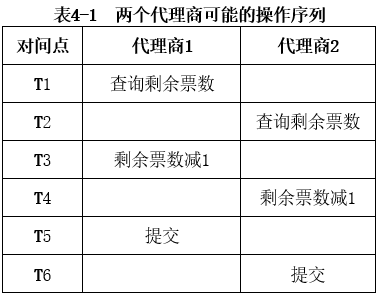 表4-1 两个代理商可能的操作序列
对间点 代理商1 代理商2
T1 查询剩余票数
T2 查询剩余票数
T3 剩余票数减1
T4 剩余票数减1
T5 提交
T6 提交